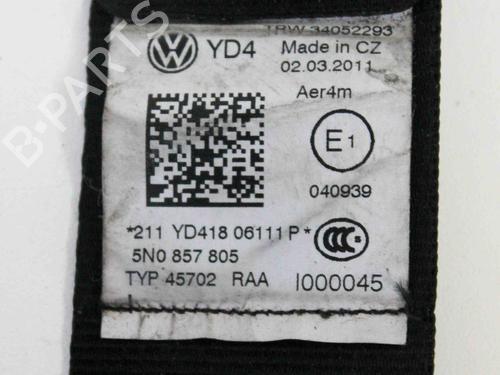 TRW 34052293
YD4
Made in CZ
02.03.2011
Aer4m
E1
040939
*211 YD418 06111 P*
CCC
5N0 857 805
TYP 45702 RAA
I000045
B-PARTS